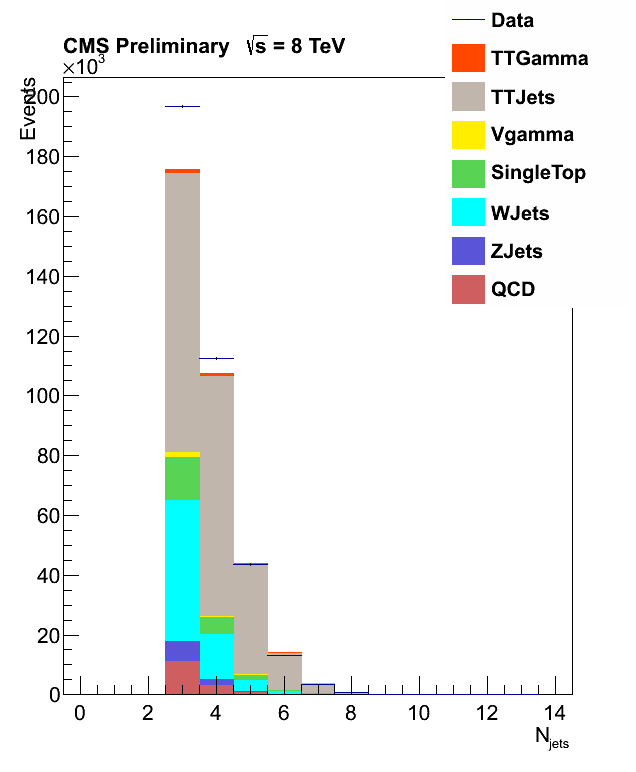 CMS Preliminary √s = 8 TeV
×10³
Events
200
180
160
140
120
100
80
60
40
20
0
0 2 4 6 8 10 12 14
N_jets
Data
TTGamma
TTJets
Vgamma
SingleTop
WJets
ZJets
QCD